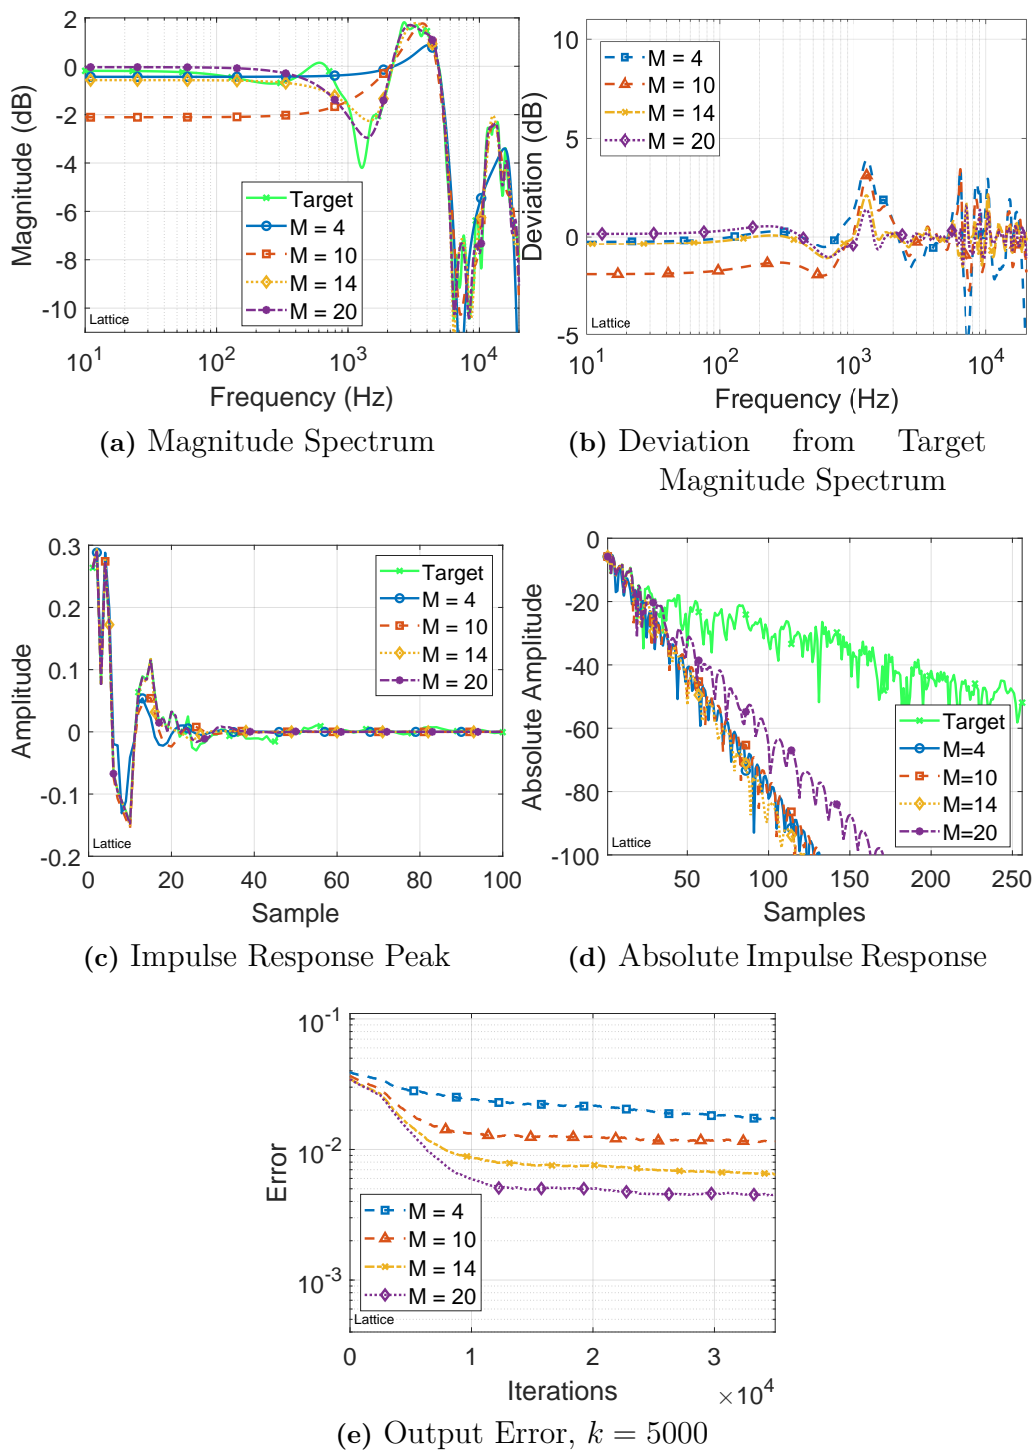 2
0
-2
-4
-6
-8
-10
Magnitude (dB)
Target
M = 4
M = 10
M = 14
M = 20
Lattice
10^1 10^2 10^3 10^4
Frequency (Hz)
(a) Magnitude Spectrum
10
5
0
-5
Deviation (dB)
M = 4
M = 10
M = 14
M = 20
Lattice
10^1 10^2 10^3 10^4
Frequency (Hz)
(b) Deviation from Target
Magnitude Spectrum
0.3
0.2
0.1
0
-0.1
-0.2
Amplitude
Target
M = 4
M = 10
M = 14
M = 20
Lattice
0 20 40 60 80 100
Sample
(c) Impulse Response Peak
0
-20
-40
-60
-80
-100
Absolute Amplitude
Target
M=4
M=10
M=14
M=20
Lattice
50 100 150 200 250
Samples
(d) Absolute Impulse Response
10^-1
10^-2
10^-3
Error
M = 4
M = 10
M = 14
M = 20
Lattice
0 1 2 3
Iterations ×10^4
(e) Output Error, k = 5000